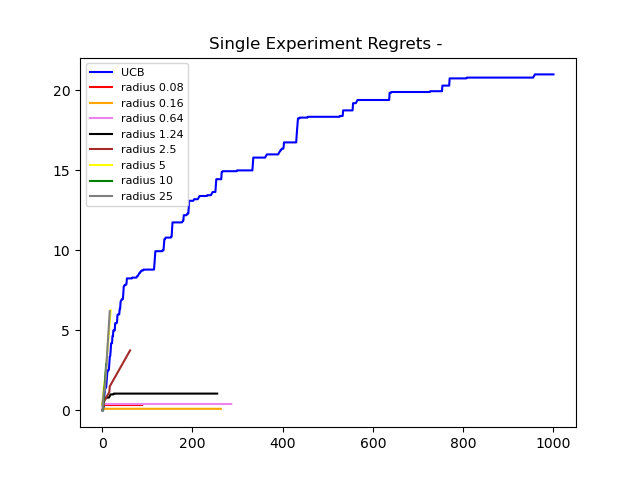 Single Experiment Regrets -
UCB
radius 0.08
radius 0.16
radius 0.64
radius 1.24
radius 2.5
radius 5
radius 10
radius 25
20
15
10
5
0
0 200 400 600 800 1000